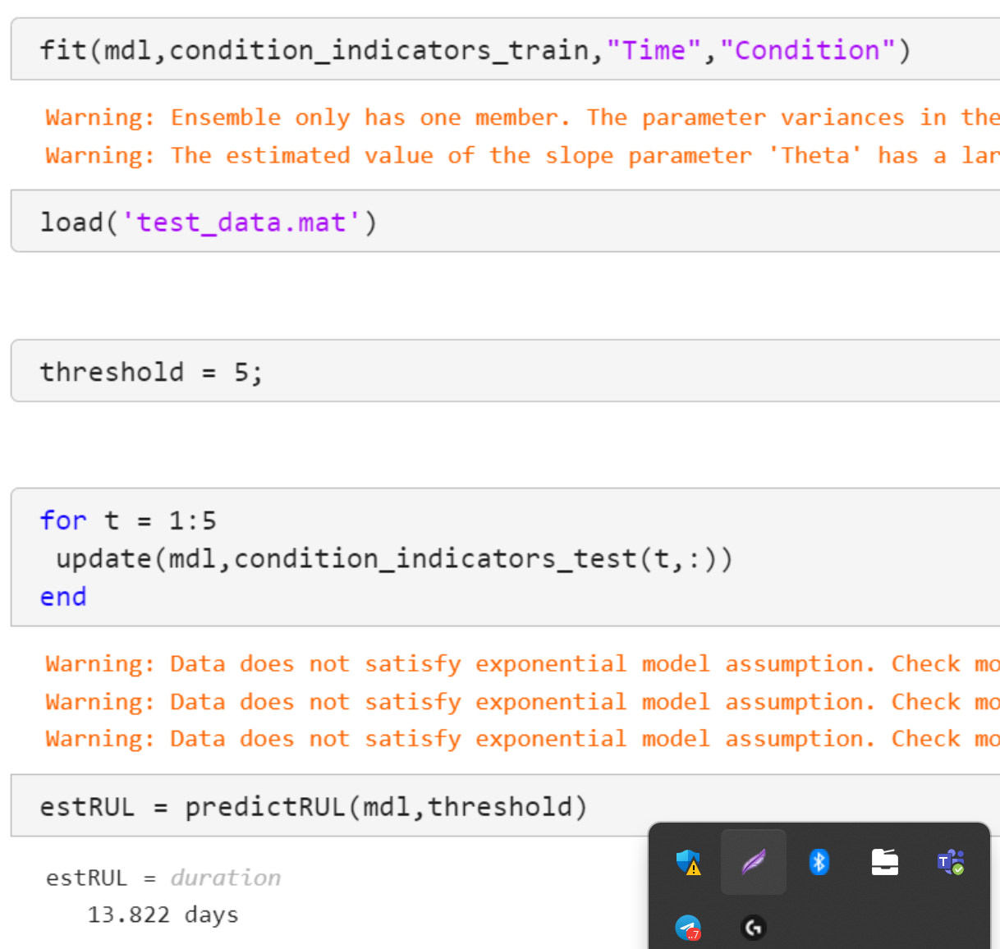 fit(mdl,condition_indicators_train,"Time","Condition")
Warning: Ensemble only has one member. The parameter variances in the
Warning: The estimated value of the slope parameter 'Theta' has a lar
load('test_data.mat')
threshold = 5;
for t = 1:5
update(mdl,condition_indicators_test(t,:))
end
Warning: Data does not satisfy exponential model assumption. Check mo
Warning: Data does not satisfy exponential model assumption. Check mo
Warning: Data does not satisfy exponential model assumption. Check mo
estRUL = predictRUL(mdl,threshold)
estRUL = duration
13.822 days